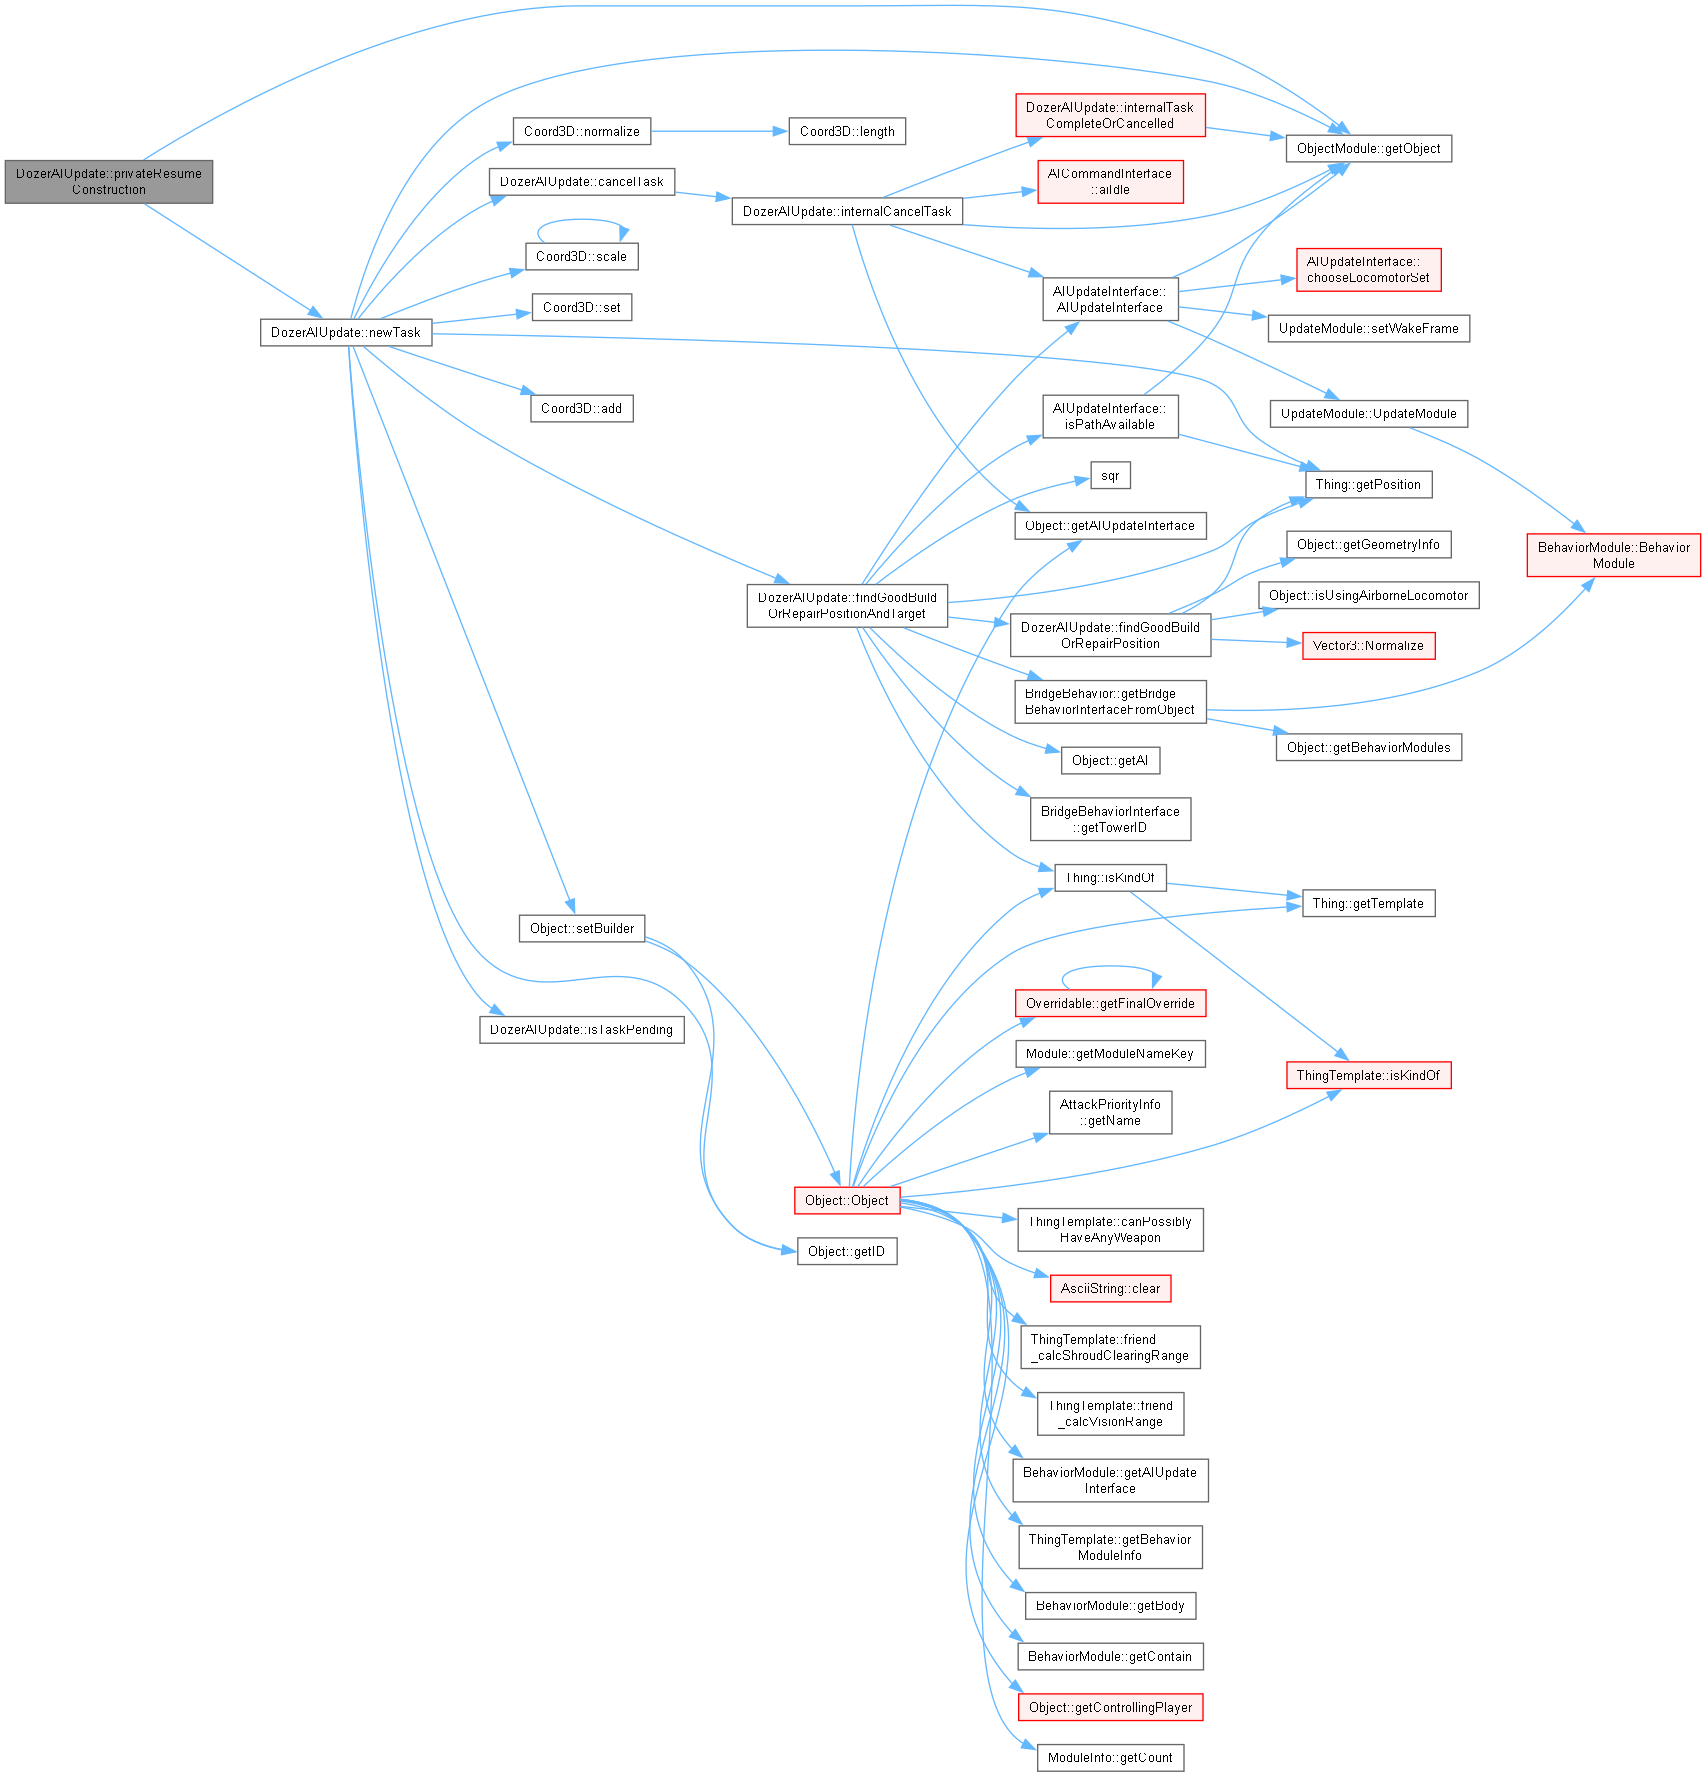 DozerAIUpdate::privateResume
Construction
DozerAIUpdate::newTask
Coord3D::normalize
Coord3D::length
DozerAIUpdate::cancelTask
Coord3D::scale
Coord3D::set
Coord3D::add
DozerAIUpdate::internalCancelTask
DozerAIUpdate::internalTask
CompleteOrCancelled
AICommandInterface
::aiIdle
ObjectModule::getObject
AIUpdateInterface::
AIUpdateInterface
AIUpdateInterface::
chooseLocomotorSet
UpdateModule::setWakeFrame
UpdateModule::UpdateModule
AIUpdateInterface::
isPathAvailable
sqr
Thing::getPosition
Object::getAIUpdateInterface
Object::getGeometryInfo
BehaviorModule::Behavior
Module
DozerAIUpdate::findGoodBuild
OrRepairPositionAndTarget
Object::isUsingAirborneLocomotor
DozerAIUpdate::findGoodBuild
OrRepairPosition
Vector3::Normalize
BridgeBehavior::getBridge
BehaviorInterfaceFromObject
Object::getBehaviorModules
Object::getAI
BridgeBehaviorInterface
::getTowerID
Thing::isKindOf
Thing::getTemplate
Object::setBuilder
DozerAIUpdate::isTaskPending
Overridable::getFinalOverride
Module::getModuleNameKey
AttackPriorityInfo
::getName
ThingTemplate::isKindOf
Object::Object
Object::getID
ThingTemplate::canPossibly
HaveAnyWeapon
AsciiString::clear
ThingTemplate::friend
_calcShroudClearingRange
ThingTemplate::friend
_calcVisionRange
BehaviorModule::getAIUpdate
Interface
ThingTemplate::getBehavior
ModuleInfo
BehaviorModule::getBody
BehaviorModule::getContain
Object::getControllingPlayer
ModuleInfo::getCount